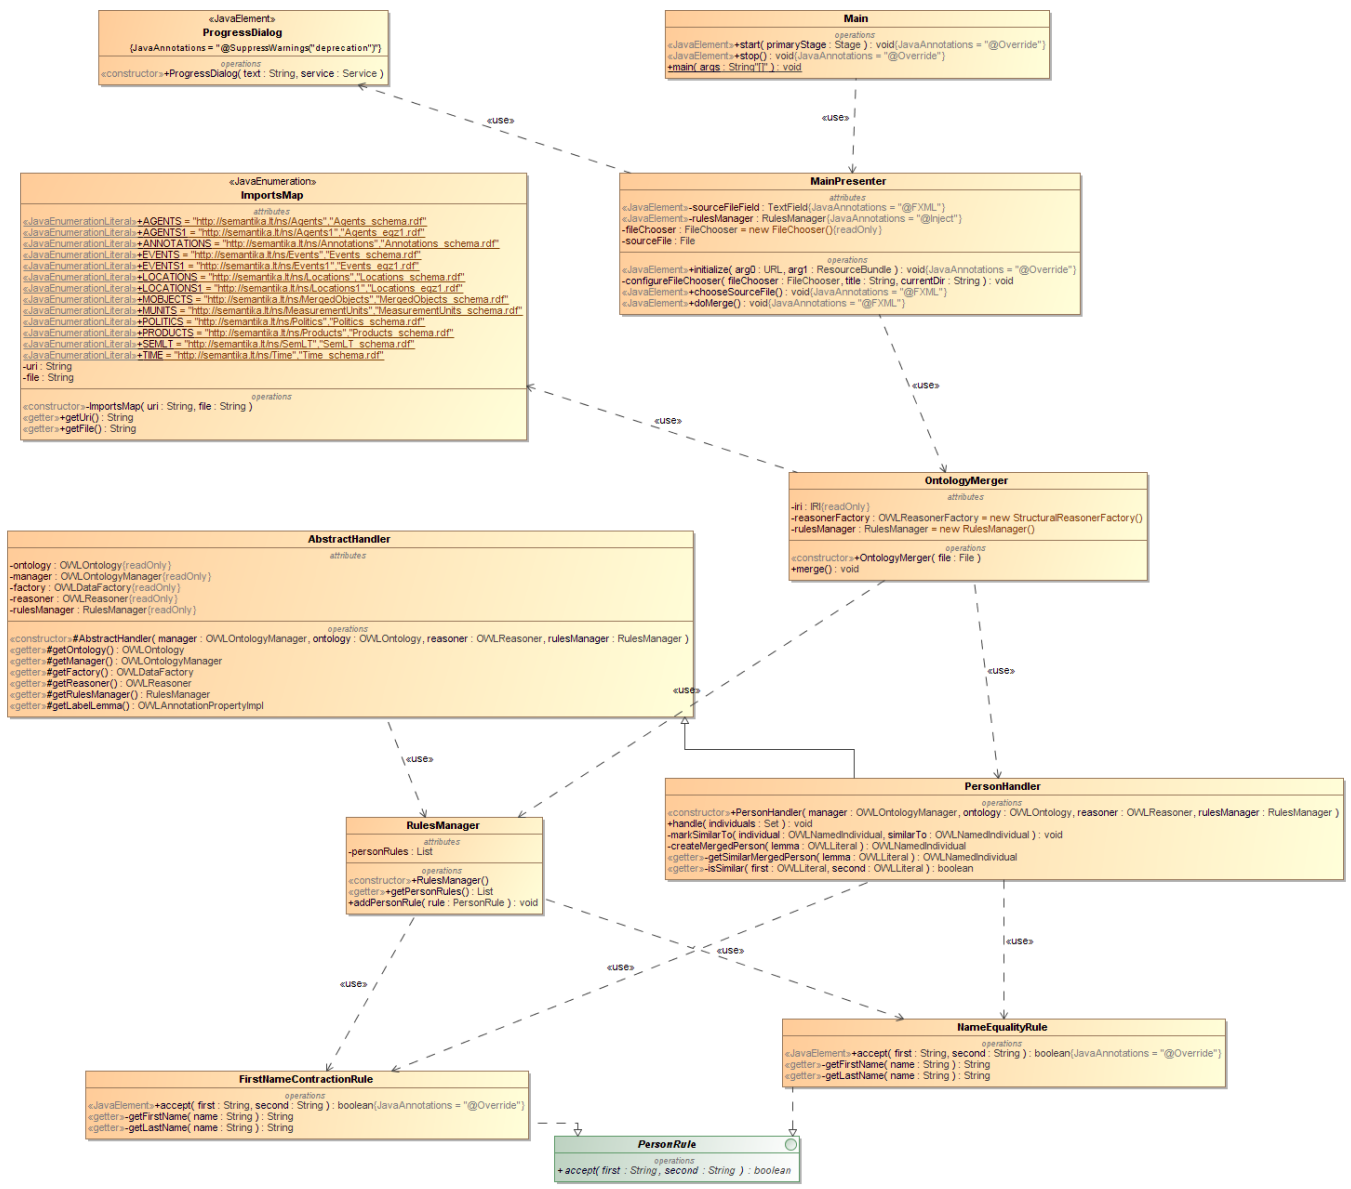 «JavaElement»
ProgressDialog
{JavaAnnotations = "@SuppressWarnings("deprecation")"}
operations
«constructor»+ProgressDialog( text : String, service : Service )
Main
operations
«JavaElement»+start( primaryStage : Stage ) : void{JavaAnnotations = "@Override"}
«JavaElement»+stop() : void{JavaAnnotations = "@Override"}
+main( args : String"[]" ) : void
«use»
«use»
«JavaEnumeration»
ImportsMap
attributes
«JavaEnumerationLiteral»+AGENTS = "http://semantika.lt/ns/Agents","Agents_schema.rdf"
«JavaEnumerationLiteral»+AGENTS1 = "http://semantika.lt/ns/Agents1","Agents_egz1.rdf"
«JavaEnumerationLiteral»+ANNOTATIONS = "http://semantika.lt/ns/Annotations","Annotations_schema.rdf"
«JavaEnumerationLiteral»+EVENTS = "http://semantika.lt/ns/Events","Events_schema.rdf"
«JavaEnumerationLiteral»+EVENTS1 = "http://semantika.lt/ns/Events1","Events_egz1.rdf"
«JavaEnumerationLiteral»+LOCATIONS = "http://semantika.lt/ns/Locations","Locations_schema.rdf"
«JavaEnumerationLiteral»+LOCATIONS1 = "http://semantika.lt/ns/Locations1","Locations_egz1.rdf"
«JavaEnumerationLiteral»+MOBJECTS = "http://semantika.lt/ns/MergedObjects","MergedObjects_schema.rdf"
«JavaEnumerationLiteral»+MUNITS = "http://semantika.lt/ns/MeasurementUnits","MeasurementUnits_schema.rdf"
«JavaEnumerationLiteral»+POLITICS = "http://semantika.lt/ns/Politics","Politics_schema.rdf"
«JavaEnumerationLiteral»+PRODUCTS = "http://semantika.lt/ns/Products","Products_schema.rdf"
«JavaEnumerationLiteral»+SEMLT = "http://semantika.lt/ns/SemLT","SemLT_schema.rdf"
«JavaEnumerationLiteral»+TIME = "http://semantika.lt/ns/Time","Time_schema.rdf"
-uri : String
-file : String
operations
«constructor»-ImportsMap( uri : String, file : String )
«getter»+getUri() : String
«getter»+getFile() : String
MainPresenter
attributes
«JavaElement»-sourceFileField : TextField{JavaAnnotations = "@FXML"}
«JavaElement»-rulesManager : RulesManager{JavaAnnotations = "@Inject"}
-fileChooser : FileChooser = new FileChooser(){readOnly}
-sourceFile : File
operations
«JavaElement»+initialize( arg0 : URL, arg1 : ResourceBundle ) : void{JavaAnnotations = "@Override"}
-configureFileChooser( fileChooser : FileChooser, title : String, currentDir : String ) : void
«JavaElement»+chooseSourceFile() : void{JavaAnnotations = "@FXML"}
«JavaElement»+doMerge() : void{JavaAnnotations = "@FXML"}
«use»
«use»
OntologyMerger
attributes
-iri : IRI{readOnly}
-reasonerFactory : OWLReasonerFactory = new StructuralReasonerFactory()
-rulesManager : RulesManager = new RulesManager()
operations
«constructor»+OntologyMerger( file : File )
+merge() : void
AbstractHandler
attributes
-ontology : OWLOntology{readOnly}
-manager : OWLOntologyManager{readOnly}
-factory : OWLDataFactory{readOnly}
-reasoner : OWLReasoner{readOnly}
-rulesManager : RulesManager{readOnly}
operations
«constructor»#AbstractHandler( manager : OWLOntologyManager, ontology : OWLOntology, reasoner : OWLReasoner, rulesManager : RulesManager )
«getter»#getOntology() : OWLOntology
«getter»#getManager() : OWLOntologyManager
«getter»#getFactory() : OWLDataFactory
«getter»#getReasoner() : OWLReasoner
«getter»#getRulesManager() : RulesManager
«getter»#getLabelLemma() : OWLAnnotationPropertyImpl
«use»
«use»
«use»
RulesManager
attributes
-personRules : List
operations
«constructor»+RulesManager()
«getter»+getPersonRules() : List
+addPersonRule( rule : PersonRule ) : void
PersonHandler
operations
«constructor»+PersonHandler( manager : OWLOntologyManager, ontology : OWLOntology, reasoner : OWLReasoner, rulesManager : RulesManager )
+handle( individuals : Set ) : void
-markSimilarTo( individual : OWLNamedIndividual, similarTo : OWLNamedIndividual ) : void
-createMergedPerson( lemma : OWLLiteral ) : OWLNamedIndividual
«getter»-getSimilarMergedPerson( lemma : OWLLiteral ) : OWLNamedIndividual
«getter»-isSimilar( first : OWLLiteral, second : OWLLiteral ) : boolean
«use»
«use»
«use»
«use»
NameEqualityRule
operations
«JavaElement»+accept( first : String, second : String ) : boolean{JavaAnnotations = "@Override"}
«getter»-getFirstName( name : String ) : String
«getter»-getLastName( name : String ) : String
FirstNameContractionRule
operations
«JavaElement»+accept( first : String, second : String ) : boolean{JavaAnnotations = "@Override"}
«getter»-getFirstName( name : String ) : String
«getter»-getLastName( name : String ) : String
PersonRule
operations
+accept( first : String, second : String ) : boolean